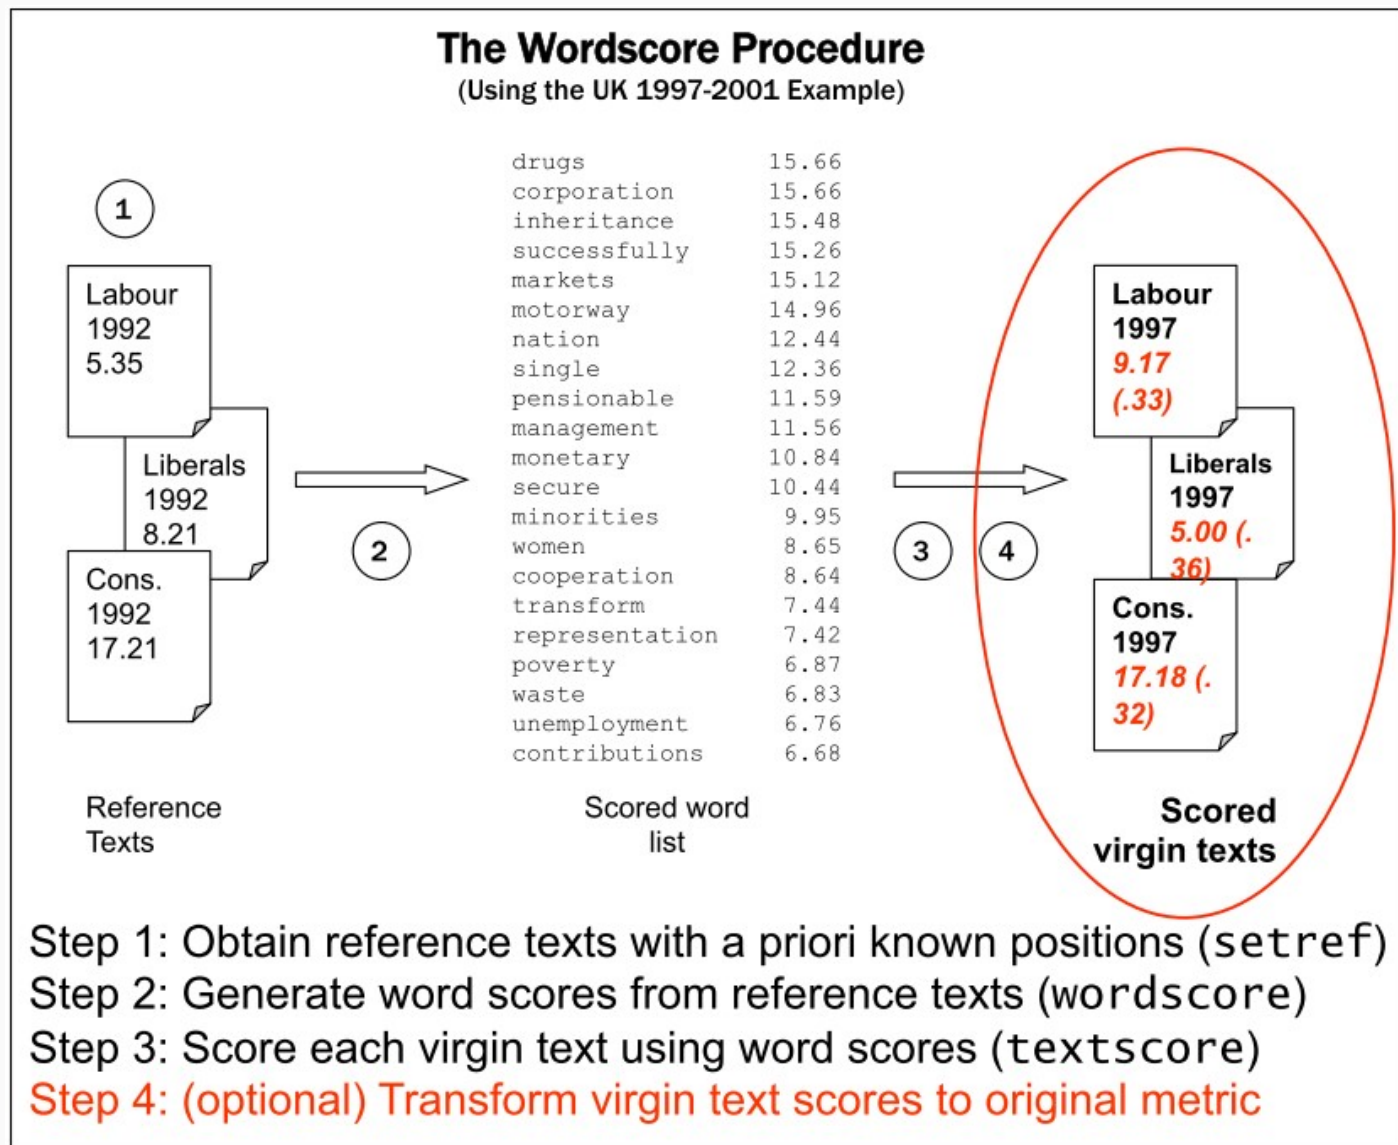 The Wordscore Procedure
(Using the UK 1997-2001 Example)
1
Labour
1992
5.35
Liberals
1992
8.21
Cons.
1992
17.21
Reference
Texts
2
drugs 15.66
corporation 15.66
inheritance 15.48
successfully 15.26
markets 15.12
motorway 14.96
nation 12.44
single 12.36
pensionable 11.59
management 11.56
monetary 10.84
secure 10.44
minorities 9.95
women 8.65
cooperation 8.64
transform 7.44
representation 7.42
poverty 6.87
waste 6.83
unemployment 6.76
contributions 6.68
Scored word
list
3
4
Labour
1997
9.17
(.33)
Liberals
1997
5.00 (.
36)
Cons.
1997
17.18 (.
32)
Scored
virgin texts
Step 1: Obtain reference texts with a priori known positions (setref)
Step 2: Generate word scores from reference texts (wordscore)
Step 3: Score each virgin text using word scores (textscore)
Step 4: (optional) Transform virgin text scores to original metric